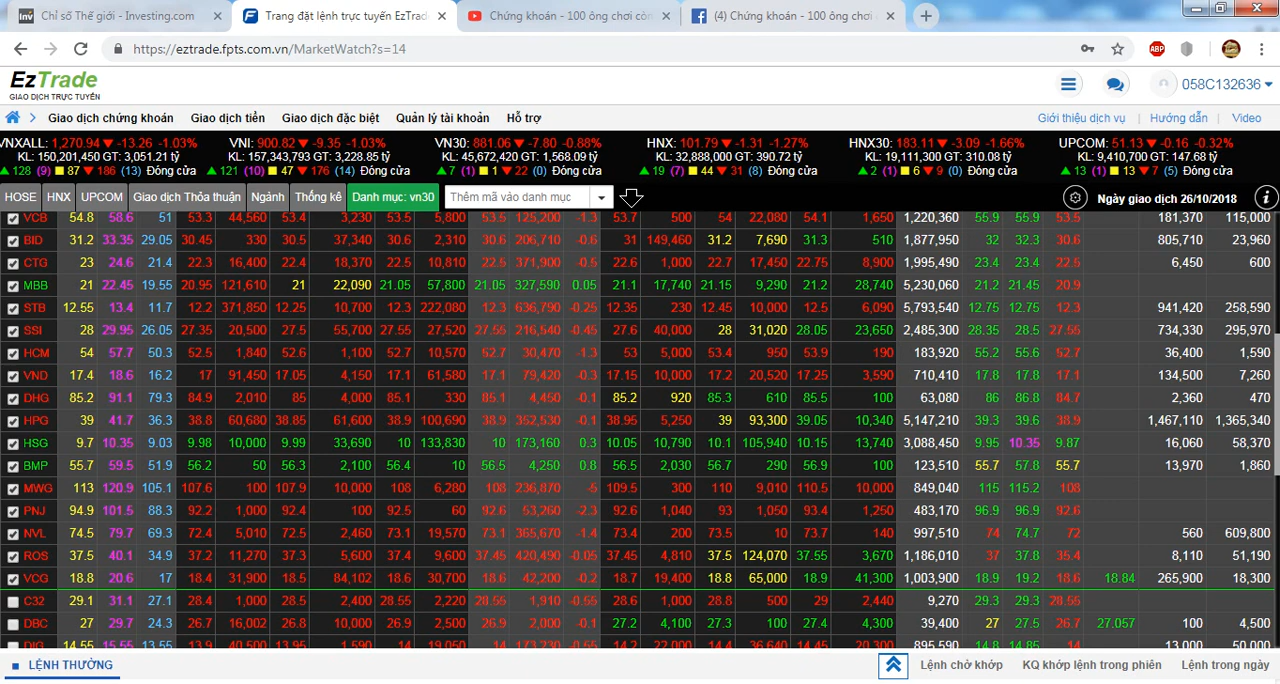 Chỉ số Thế giới - Investing.com
Trang đặt lệnh trực tuyến EzTrade
Chứng khoán - 100 ông chơi còn
(4) Chứng khoán - 100 ông chơi
https://eztrade.fpts.com.vn/MarketWatch?s=14
EzTrade
GIAO DỊCH TRỰC TUYẾN
058C132636
Giao dịch chứng khoán Giao dịch tiền Giao dịch đặc biệt Quản lý tài khoản Hỗ trợ Giới thiệu dịch vụ | Hướng dẫn | Video
VNXALL: 1,270.94 ▼ -13.26 -1.03% VNI: 900.82 ▼ -9.35 -1.03% VN30: 881.06 ▼ -7.80 -0.88% HNX: 101.79 ▼ -1.31 -1.27% HNX30: 183.11 ▼ -3.09 -1.66% UPCOM: 51.13 ▼ -0.16 -0.32%
KL: 150,201,450 GT: 3,051.21 tỷ KL: 157,343,793 GT: 3,228.85 tỷ KL: 45,672,420 GT: 1,568.09 tỷ KL: 32,888,000 GT: 390.72 tỷ KL: 19,111,300 GT: 310.08 tỷ KL: 9,410,700 GT: 147.68 tỷ
▲ 128 (9) ■ 87 ▼ 186 (13) Đóng cửa ▲ 121 (10) ■ 47 ▼ 176 (14) Đóng cửa ▲ 7 (1) ■ 1 ▼ 22 (0) Đóng cửa ▲ 19 (7) ■ 44 ▼ 31 (8) Đóng cửa ▲ 2 (1) ■ 6 ▼ 9 (0) Đóng cửa ▲ 13 (1) ■ 13 ▼ 7 (5) Đóng cửa
HOSE HNX UPCOM Giao dịch Thỏa thuận Ngành Thống kê Danh mục: vn30 Thêm mã vào danh mục Ngày giao dịch 26/10/2018
VCB 54.8 58.6 51 53.3 44,560 53.4 3,230 53.5 5,800 53.5 125,200 -1.3 53.7 500 54 22,080 54.1 1,650 1,220,360 55.9 55.9 53.5 181,370 115,000
BID 31.2 33.35 29.05 30.45 330 30.5 37,340 30.6 2,310 30.6 206,710 -0.6 31 149,460 31.2 7,690 31.3 510 1,877,950 32 32.3 30.6 805,710 23,960
CTG 23 24.6 21.4 22.3 16,400 22.4 18,370 22.5 10,810 22.5 371,900 -0.5 22.6 1,000 22.7 17,450 22.75 8,900 1,995,490 23.4 23.4 22.5 6,450 600
MBB 21 22.45 19.55 20.95 121,610 21 22,090 21.05 57,800 21.05 327,590 0.05 21.1 17,740 21.15 9,290 21.2 28,740 5,230,060 21.2 21.45 20.9
STB 12.55 13.4 11.7 12.2 371,850 12.25 10,700 12.3 222,080 12.3 636,790 -0.25 12.35 230 12.45 10,000 12.5 6,090 5,793,540 12.75 12.75 12.3 941,420 258,590
SSI 28 29.95 26.05 27.35 20,500 27.5 55,700 27.55 27,520 27.55 216,540 -0.45 27.6 40,000 28 31,020 28.05 23,650 2,485,300 28.35 28.5 27.55 734,330 295,970
HCM 54 57.7 50.3 52.5 1,840 52.6 1,100 52.7 10,570 52.7 30,470 -1.3 53 5,000 53.4 950 53.9 190 183,920 55.2 55.6 52.7 36,400 1,590
VND 17.4 18.6 16.2 17 91,450 17.05 4,150 17.1 61,580 17.1 79,420 -0.3 17.15 10,000 17.2 20,520 17.25 3,590 710,410 17.8 17.8 17.1 134,500 7,260
DHG 85.2 91.1 79.3 84.9 2,010 85 4,000 85.1 330 85.1 4,450 -0.1 85.2 920 85.3 610 85.5 100 63,080 86 86.8 84.7 2,360 470
HPG 39 41.7 36.3 38.8 60,680 38.85 61,600 38.9 100,690 38.9 352,530 -0.1 38.95 5,250 39 93,300 39.05 10,340 5,147,210 39.3 39.6 38.9 1,467,110 1,365,340
HSG 9.7 10.35 9.03 9.98 10,000 9.99 33,690 10 133,830 10 173,160 0.3 10.05 10,790 10.1 105,940 10.15 13,740 3,088,450 9.95 10.35 9.87 16,060 58,370
BMP 55.7 59.5 51.9 56.2 50 56.3 2,100 56.4 10 56.5 4,250 0.8 56.5 2,030 56.7 290 56.9 100 123,510 55.7 57.8 55.7 13,970 1,860
MWG 113 120.9 105.1 107.6 100 107.9 10,000 108 6,280 108 236,870 -5 109.5 300 110 9,010 110.5 10,000 849,040 115 115.2 108
PNJ 94.9 101.5 88.3 92.2 1,000 92.4 100 92.5 60 92.6 53,260 -2.3 92.6 1,040 93 1,050 93.4 1,250 483,170 96.9 96.9 92.6
NVL 74.5 79.7 69.3 72.4 5,010 72.5 2,460 73.1 19,570 73.1 365,670 -1.4 73.4 200 73.5 10 73.7 140 997,510 74 74.7 72 560 609,800
ROS 37.5 40.1 34.9 37.2 11,270 37.3 5,600 37.4 9,600 37.45 420,490 -0.05 37.45 4,810 37.5 124,070 37.55 3,670 1,186,010 37 37.8 35.4 8,110 51,190
VCG 18.8 20.6 17 18.4 31,900 18.5 84,102 18.6 30,700 18.6 42,200 -0.2 18.7 19,400 18.8 65,000 18.9 41,300 1,003,900 18.9 19.2 18.6 18.84 265,900 18,300
C32 29.1 31.1 27.1 28.4 1,000 28.5 2,400 28.55 2,220 28.55 1,910 -0.55 28.6 1,000 28.8 500 29 2,440 9,270 29.3 29.3 28.55
DBC 27 29.7 24.3 26.7 16,002 26.8 10,000 26.9 2,500 26.9 2,000 -0.1 27.2 4,100 27.3 100 27.4 4,300 39,400 27 27.5 26.7 27.057 100 4,500
DIG 14.55 15.55 13.55 13.9 40,500 13.95 1,590 14 19,050 14 173,230 -0.55 14.2 22,000 14.4 36,640 14.45 20,300 895,590 14.8 14.85 14 13,000 50,000
LỆNH THƯỜNG Lệnh chờ khớp KQ khớp lệnh trong phiên Lệnh trong ngày